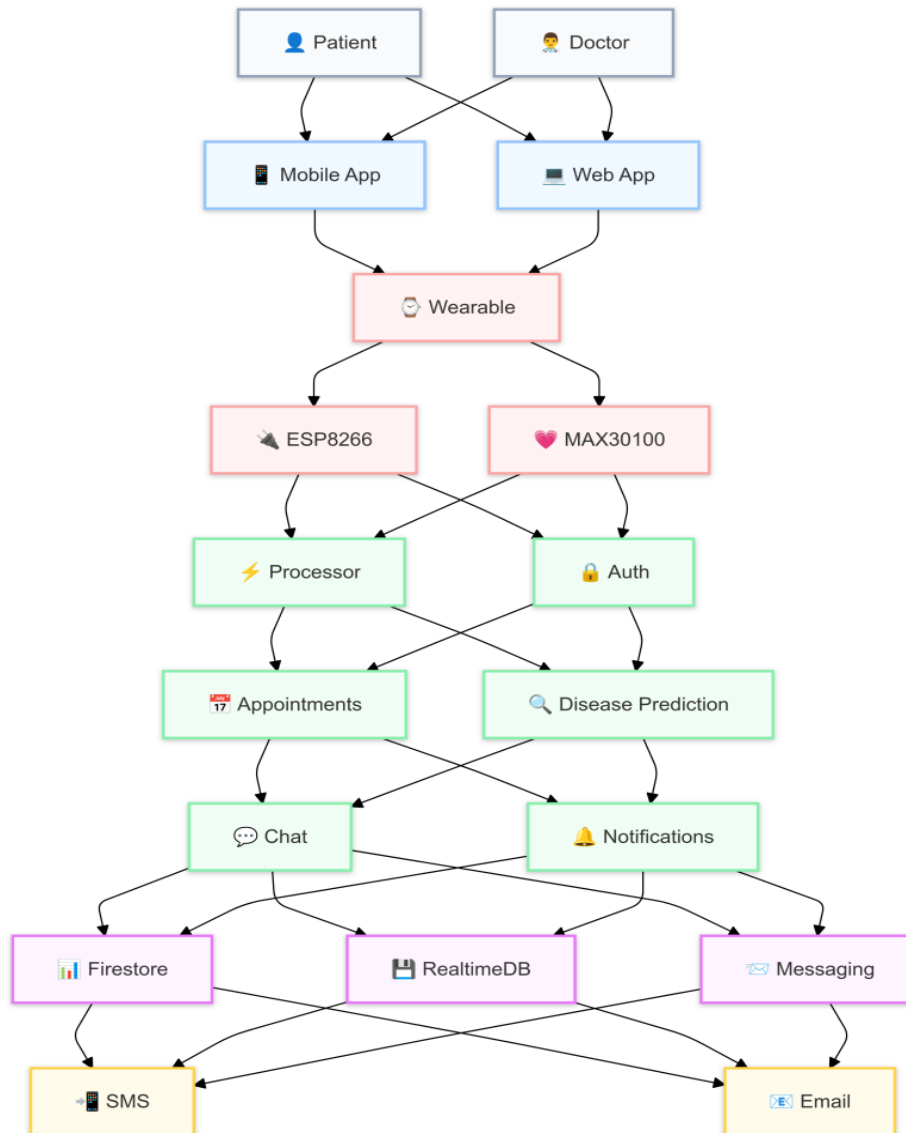 Patient
Doctor
Mobile App
Web App
Wearable
ESP8266
MAX30100
Processor
Auth
Appointments
Disease Prediction
Chat
Notifications
Firestore
RealtimeDB
Messaging
SMS
Email